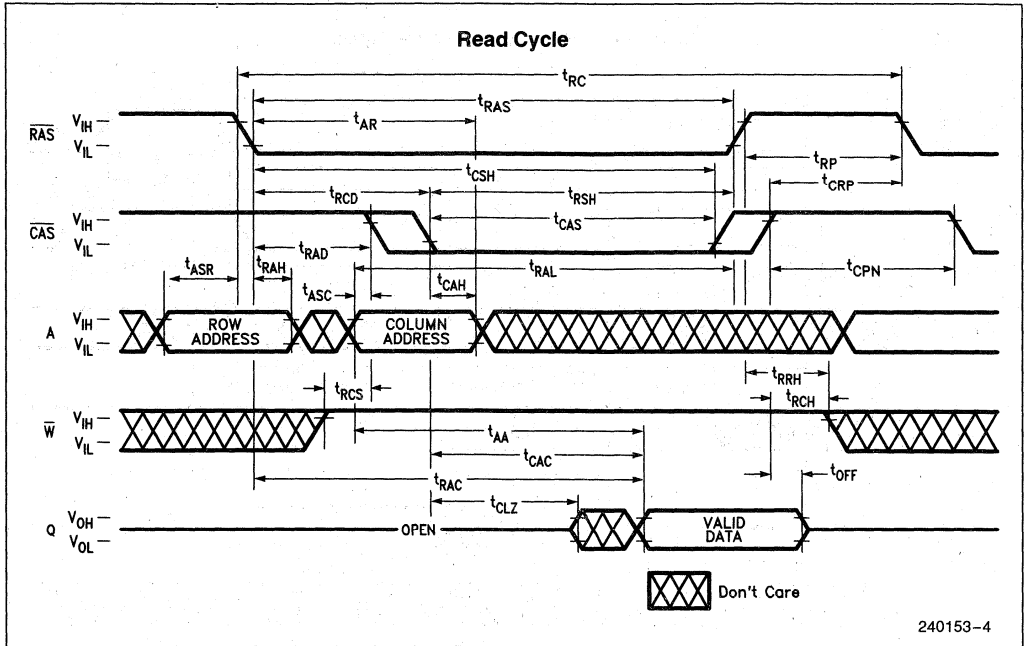 Read Cycle
tRC
tRAS
tAR
RAS VIH
VIL
tRP
tCSH
tCRP
tRCD tRSH
CAS VIH
VIL
tCAS
tRAD
tASR tRAH tRAL tCPN
tASC tCAH
A VIH
VIL
ROW ADDRESS
COLUMN ADDRESS
tRRH
tRCS tRCH
W VIH
VIL
tAA
tCAC
tOFF
tRAC
tCLZ
Q VOH
VOL
OPEN
VALID DATA
Don't Care
240153–4